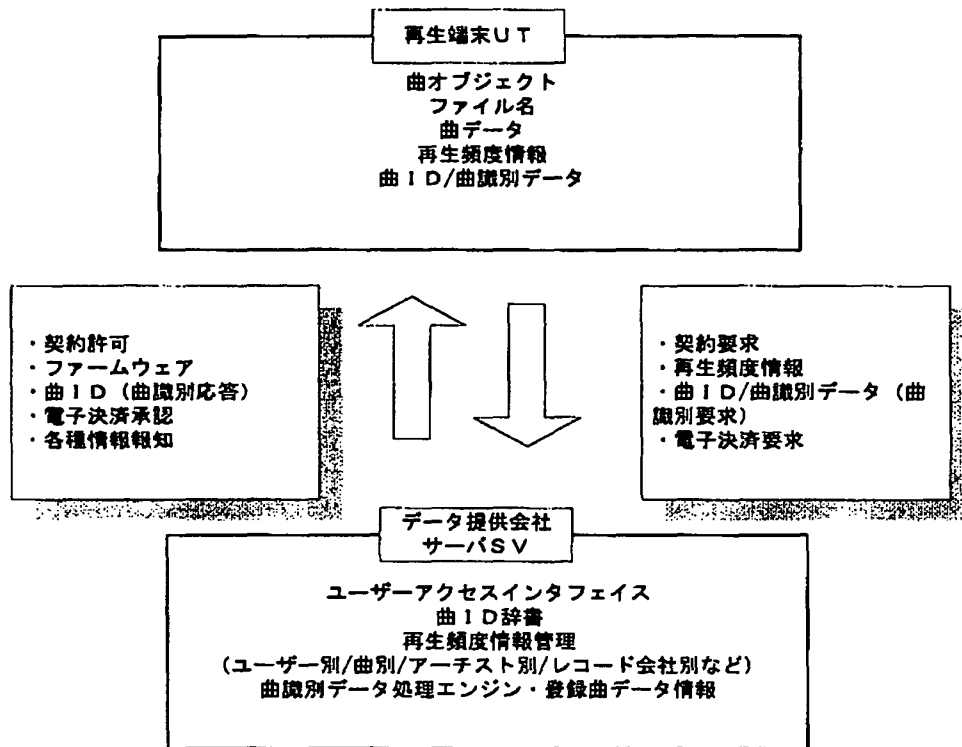 再生端末UT
曲オブジェクト
ファイル名
曲データ
再生頻度情報
曲ID/曲識別データ
・契約許可
・ファームウェア
・曲ID（曲識別応答）
・電子決済承認
・各種情報報知
・契約要求
・再生頻度情報
・曲ID/曲識別データ（曲
識別要求）
・電子決済要求
データ提供会社
サーバSV
ユーザーアクセスインタフェイス
曲ID辞書
再生頻度情報管理
（ユーザー別/曲別/アーチスト別/レコード会社別など）
曲識別データ処理エンジン・登録曲データ情報